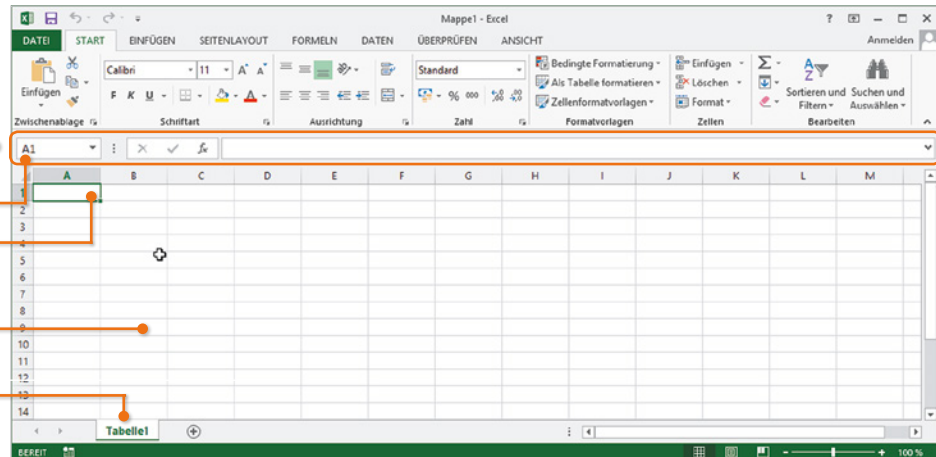 Mappe1 - Excel
DATEI START EINFÜGEN SEITENLAYOUT FORMELN DATEN ÜBERPRÜFEN ANSICHT Anmelden
Calibri 11 Standard Bedingte Formatierung Einfügen
Als Tabelle formatieren Löschen
Einfügen F K U % 000 Zellenformatvorlagen Format Sortieren und Filtern Suchen und Auswählen
Zwischenablage Schriftart Ausrichtung Zahl Formatvorlagen Zellen Bearbeiten
A1 fx
A B C D E F G H I J K L M
1
2
3
4
5
6
7
8
9
10
11
12
13
14
Tabelle1
BEREIT 100 %